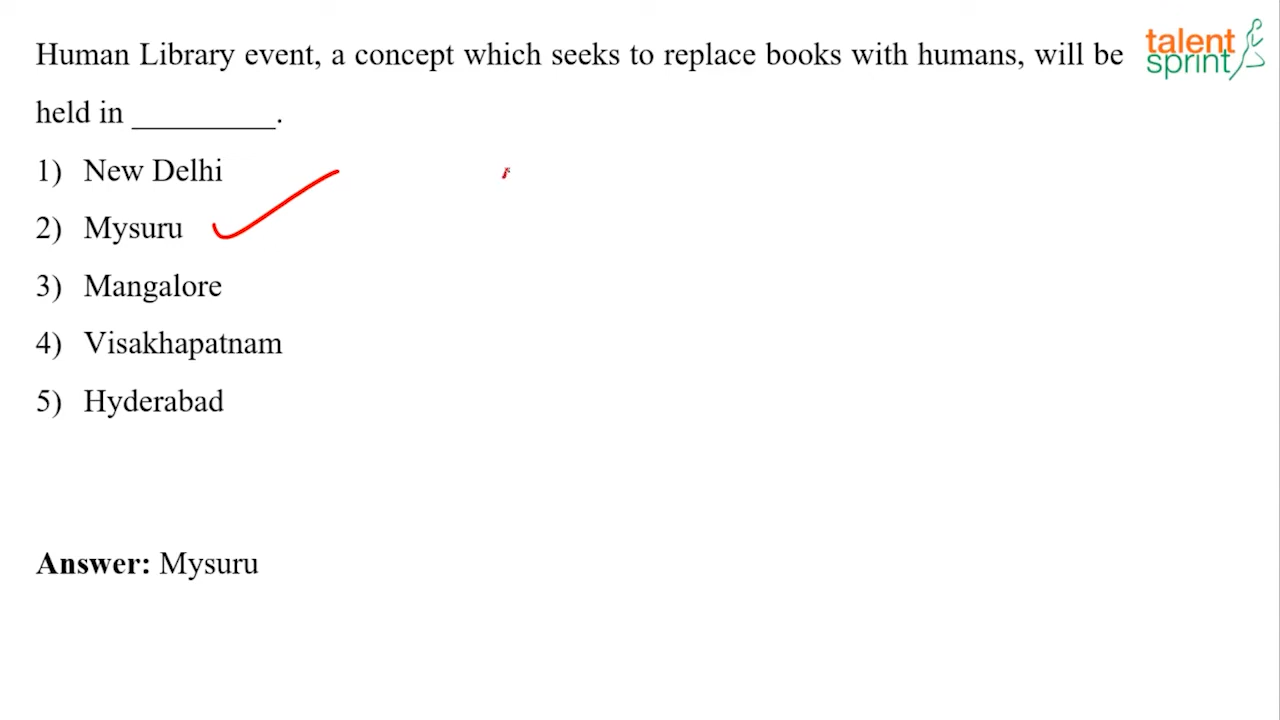 Human Library event, a concept which seeks to replace books with humans, will be
held in _________.
1) New Delhi
2) Mysuru
3) Mangalore
4) Visakhapatnam
5) Hyderabad
Answer: Mysuru
talent
sprint